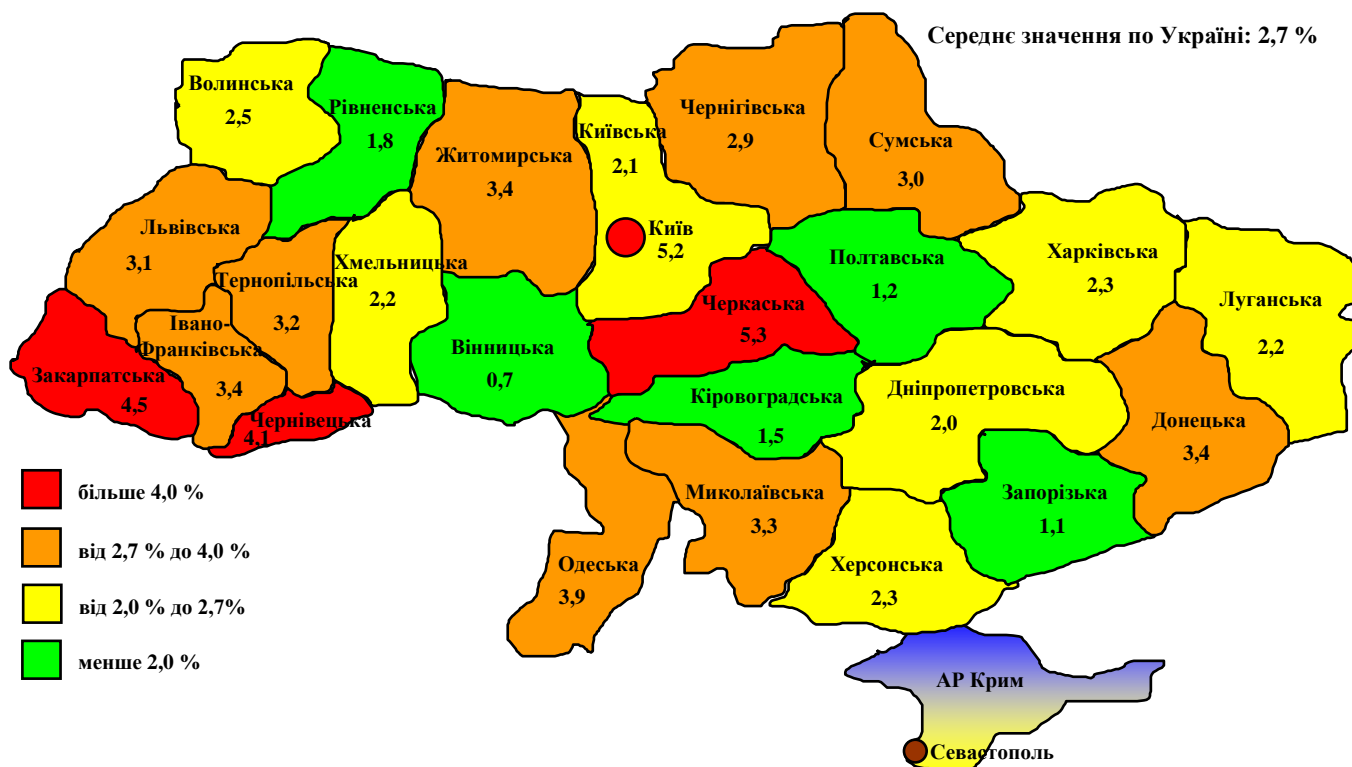 Середнє значення по Україні: 2,7 %
Волинська
2,5
Рівненська
1,8
Житомирська
3,4
Київська
2,1
Чернігівська
2,9
Сумська
3,0
Львівська
3,1
Тернопільська
3,2
Хмельницька
2,2
Київ
5,2
Черкаська
5,3
Полтавська
1,2
Харківська
2,3
Луганська
2,2
Закарпатська
4,5
Івано-
Франківська
3,4
Чернівецька
4,1
Вінницька
0,7
Кіровоградська
1,5
Дніпропетровська
2,0
Донецька
3,4
Одеська
3,9
Миколаївська
3,3
Запорізька
1,1
Херсонська
2,3
АР Крим
Севастополь
більше 4,0 %
від 2,7 % до 4,0 %
від 2,0 % до 2,7%
менше 2,0 %